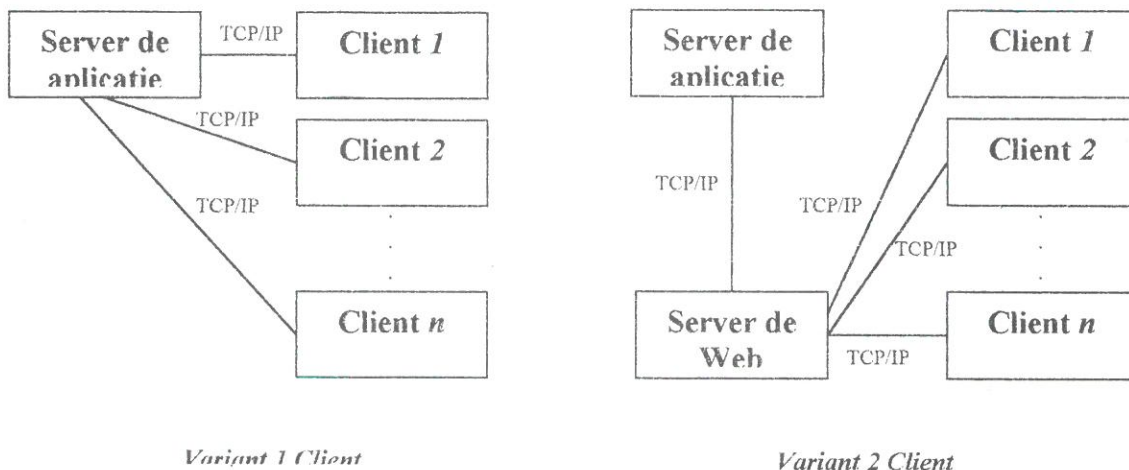 Server de
aplicatie
TCP/IP
Client 1
TCP/IP
Client 2
TCP/IP
Client n
Variant 1 Client
Server de
aplicatie
Client 1
Client 2
TCP/IP
TCP/IP
TCP/IP
Server de
Web
TCP/IP
Client n
Variant 2 Client